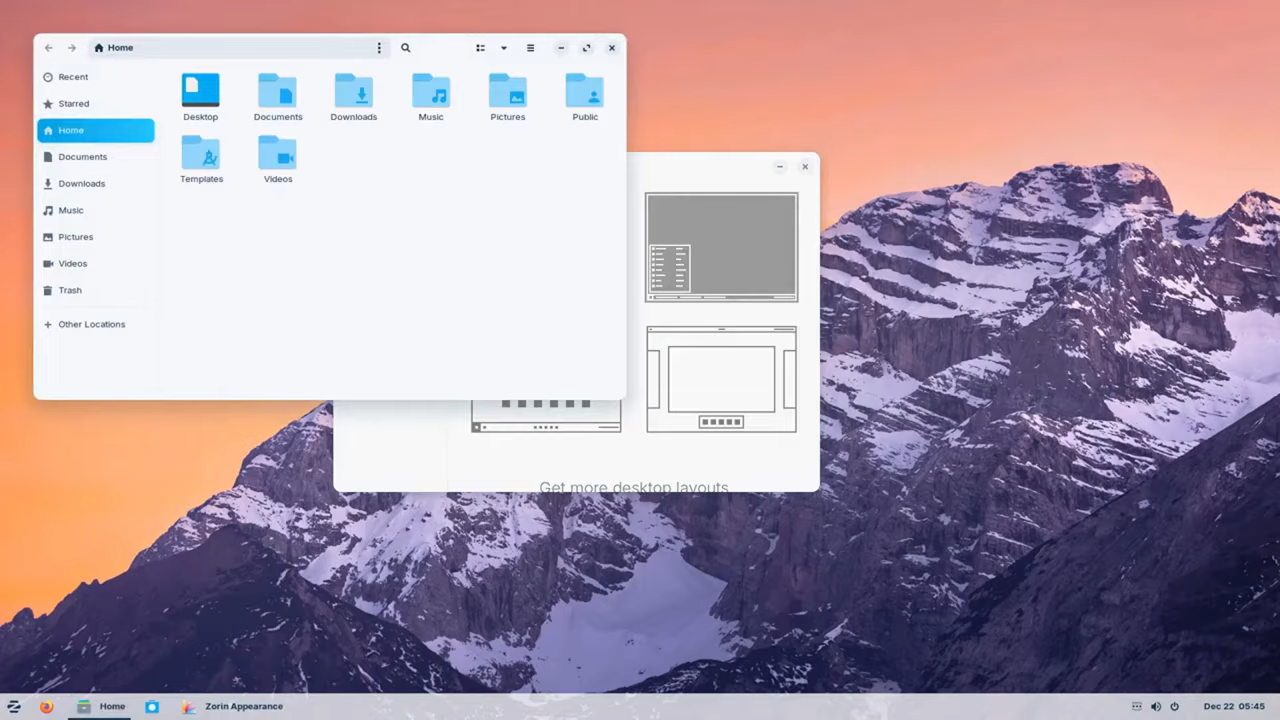 Home
Recent
Starred
Home
Documents
Downloads
Music
Pictures
Videos
Trash
Other Locations
Desktop
Documents
Downloads
Music
Pictures
Public
Templates
Videos
Get more desktop layouts
Home
Zorin Appearance
Dec 22 05:45